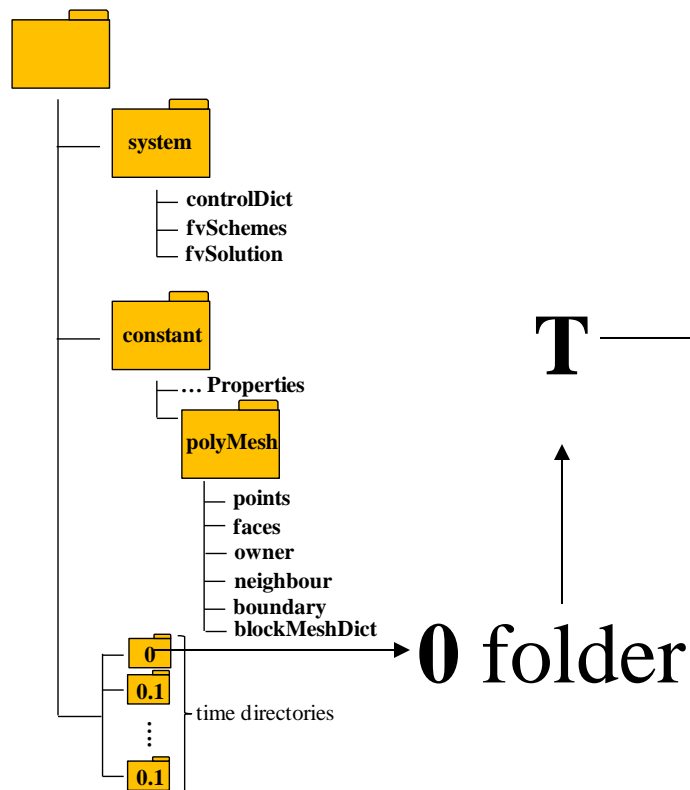 system
controlDict
fvSchemes
fvSolution
constant
... Properties
polyMesh
points
faces
owner
neighbour
boundary
blockMeshDict
0
0.1
0.1
time directories
0 folder
T